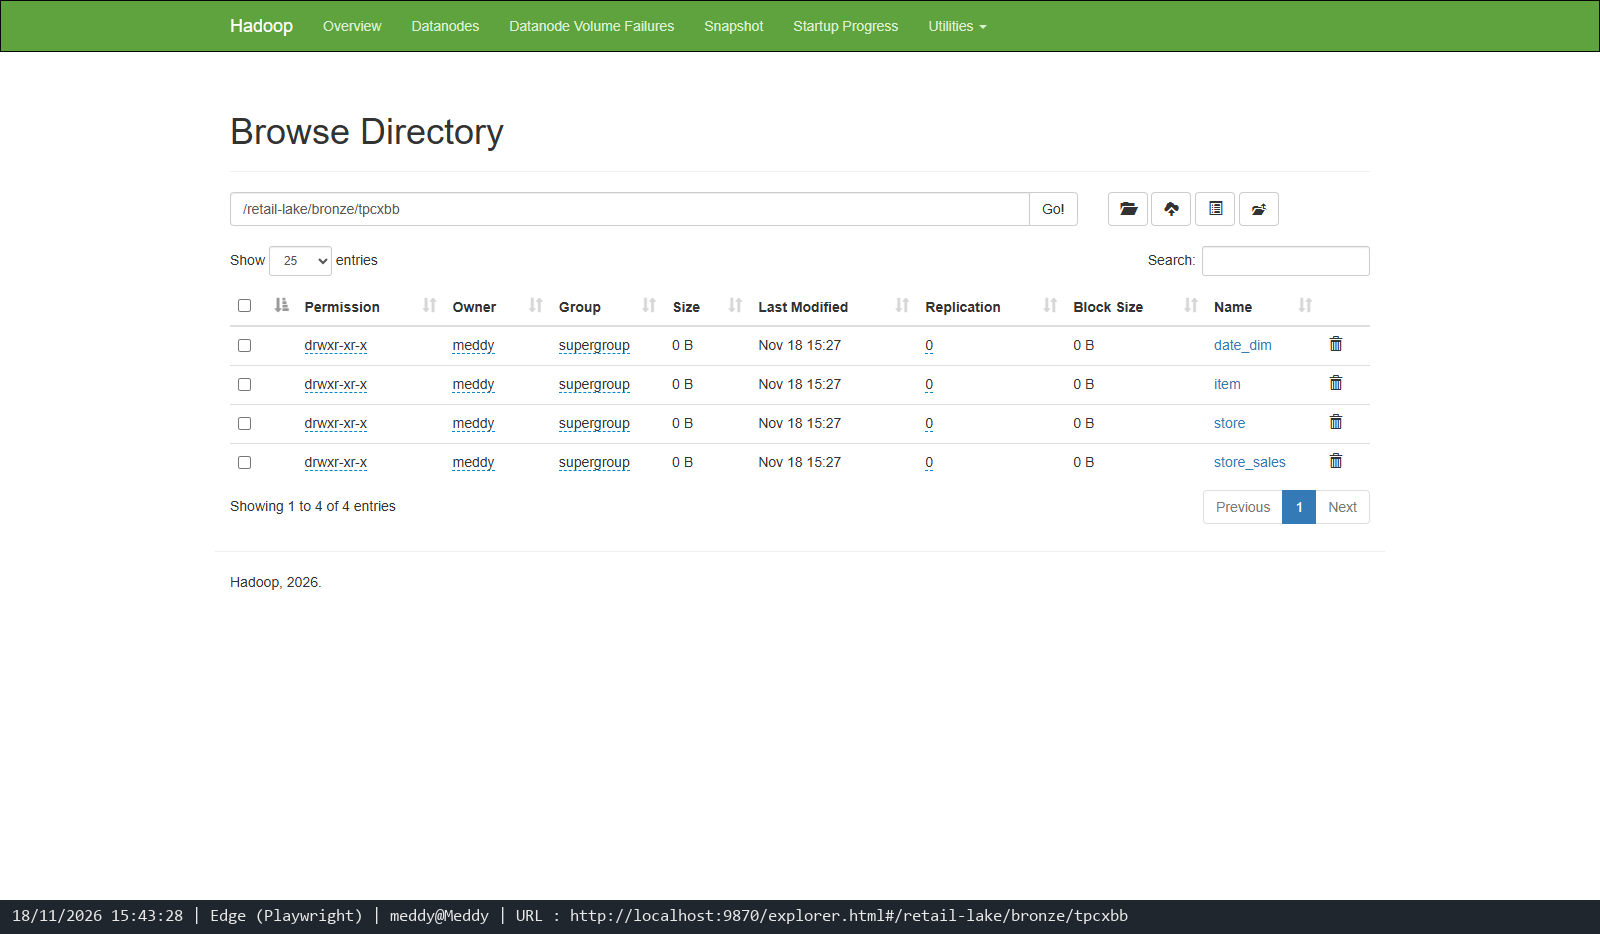 Hadoop Overview Datanodes Datanode Volume Failures Snapshot Startup Progress Utilities
Browse Directory
/retail-lake/bronze/tpcxbb Go!
Show 25 entries Search:
Permission Owner Group Size Last Modified Replication Block Size Name
drwxr-xr-x meddy supergroup 0 B Nov 18 15:27 0 0 B date_dim
drwxr-xr-x meddy supergroup 0 B Nov 18 15:27 0 0 B item
drwxr-xr-x meddy supergroup 0 B Nov 18 15:27 0 0 B store
drwxr-xr-x meddy supergroup 0 B Nov 18 15:27 0 0 B store_sales
Showing 1 to 4 of 4 entries Previous 1 Next
Hadoop, 2026.
18/11/2026 15:43:28 | Edge (Playwright) | meddy@Meddy | URL : http://localhost:9870/explorer.html#/retail-lake/bronze/tpcxbb